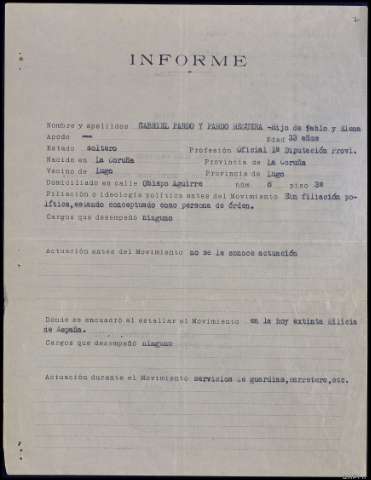 INFORME
Nombre y apellidos GABRIEL PARDO Y PARDO REGUERA -Hijo de Pablo y Elena
Apodo -- Edad 33 años
Estado soltero Profesión Oficial 1ª Diputación Provi.
Nacido en la Coruña Provincia de La Coruña
Vecino de Lugo Provincia de Lugo
Domiciliado en calle Obispo Aguirre núm. 6 piso 3º
Filiación o ideología política antes del Movimiento Sin filiación po-
lítica, estando conceptuado como persona de órden.
Cargos que desempeñó ninguno
Actuación antes del Movimiento no se le conoce actuación
Donde se encuadró al estallar el Movimiento en la hoy extinta Milicia
de España.
Cargos que desempeñó ninguno
Actuación durante el Movimiento servicios de guardias, carretera, etc.